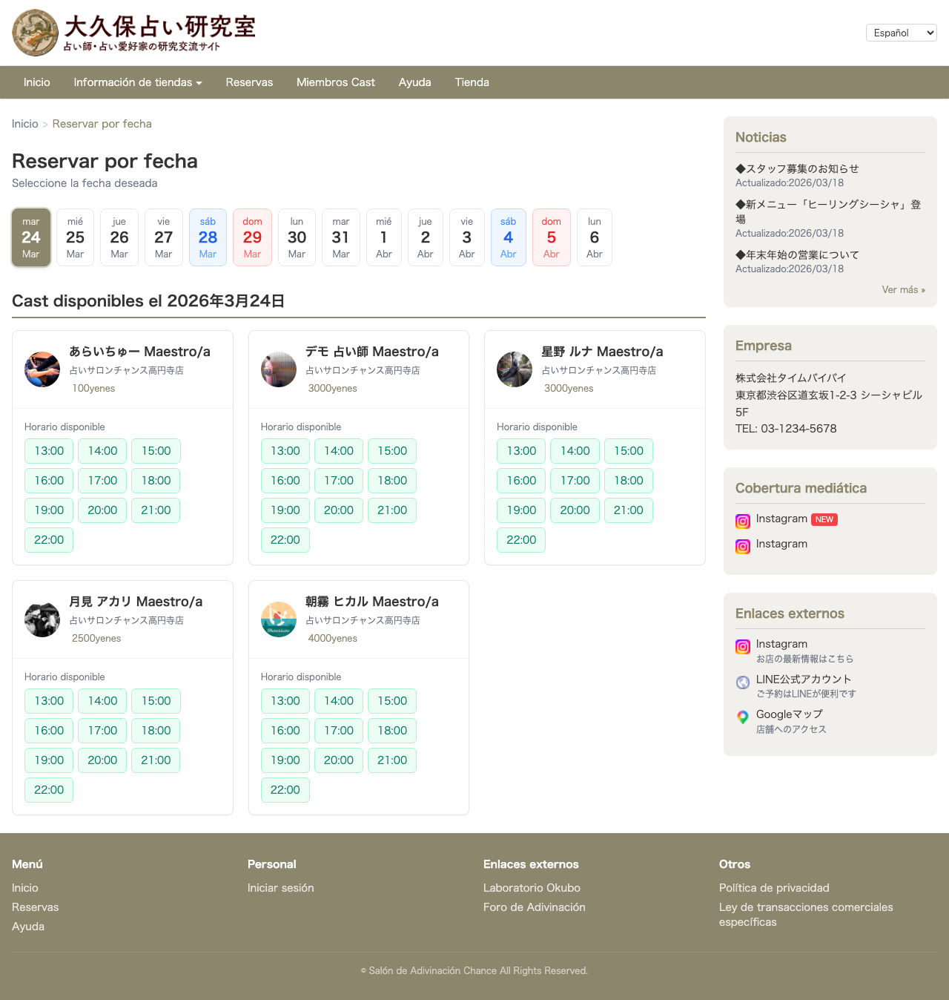 大久保占い研究室
占い師・占い愛好家の研究交流サイト
Español
Inicio
Información de tiendas
Reservas
Miembros Cast
Ayuda
Tienda
Inicio > Reservar por fecha
Reservar por fecha
Seleccione la fecha deseada
mar
24
Mar
mié
25
Mar
jue
26
Mar
vie
27
Mar
sáb
28
Mar
dom
29
Mar
lun
30
Mar
mar
31
Mar
mié
1
Abr
jue
2
Abr
vie
3
Abr
sáb
4
Abr
dom
5
Abr
lun
6
Abr
Cast disponibles el 2026年3月24日
あらいちゅー Maestro/a
占いサロンチャンス高円寺店
100yenes
Horario disponible
13:00 14:00 15:00
16:00 17:00 18:00
19:00 20:00 21:00
22:00
デモ 占い師 Maestro/a
占いサロンチャンス高円寺店
3000yenes
Horario disponible
13:00 14:00 15:00
16:00 17:00 18:00
19:00 20:00 21:00
22:00
星野 ルナ Maestro/a
占いサロンチャンス高円寺店
3000yenes
Horario disponible
13:00 14:00 15:00
16:00 17:00 18:00
19:00 20:00 21:00
22:00
月見 アカリ Maestro/a
占いサロンチャンス高円寺店
2500yenes
Horario disponible
13:00 14:00 15:00
16:00 17:00 18:00
19:00 20:00 21:00
22:00
朝霧 ヒカル Maestro/a
占いサロンチャンス高円寺店
4000yenes
Horario disponible
13:00 14:00 15:00
16:00 17:00 18:00
19:00 20:00 21:00
22:00
Noticias
◆スタッフ募集のお知らせ
Actualizado:2026/03/18
◆新メニュー「ヒーリングシーシャ」登
場
Actualizado:2026/03/18
◆年末年始の営業について
Actualizado:2026/03/18
Ver más »
Empresa
株式会社タイムバイバイ
東京都渋谷区道玄坂1-2-3 シーシャビル
5F
TEL: 03-1234-5678
Cobertura mediática
Instagram NEW
Instagram
Enlaces externos
Instagram
お店の最新情報はこちら
LINE公式アカウント
ご予約はLINEが便利です
Googleマップ
店舗へのアクセス
Menú
Inicio
Reservas
Ayuda
Personal
Iniciar sesión
Enlaces externos
Laboratorio Okubo
Foro de Adivinación
Otros
Política de privacidad
Ley de transacciones comerciales
específicas
© Salón de Adivinación Chance All Rights Reserved.